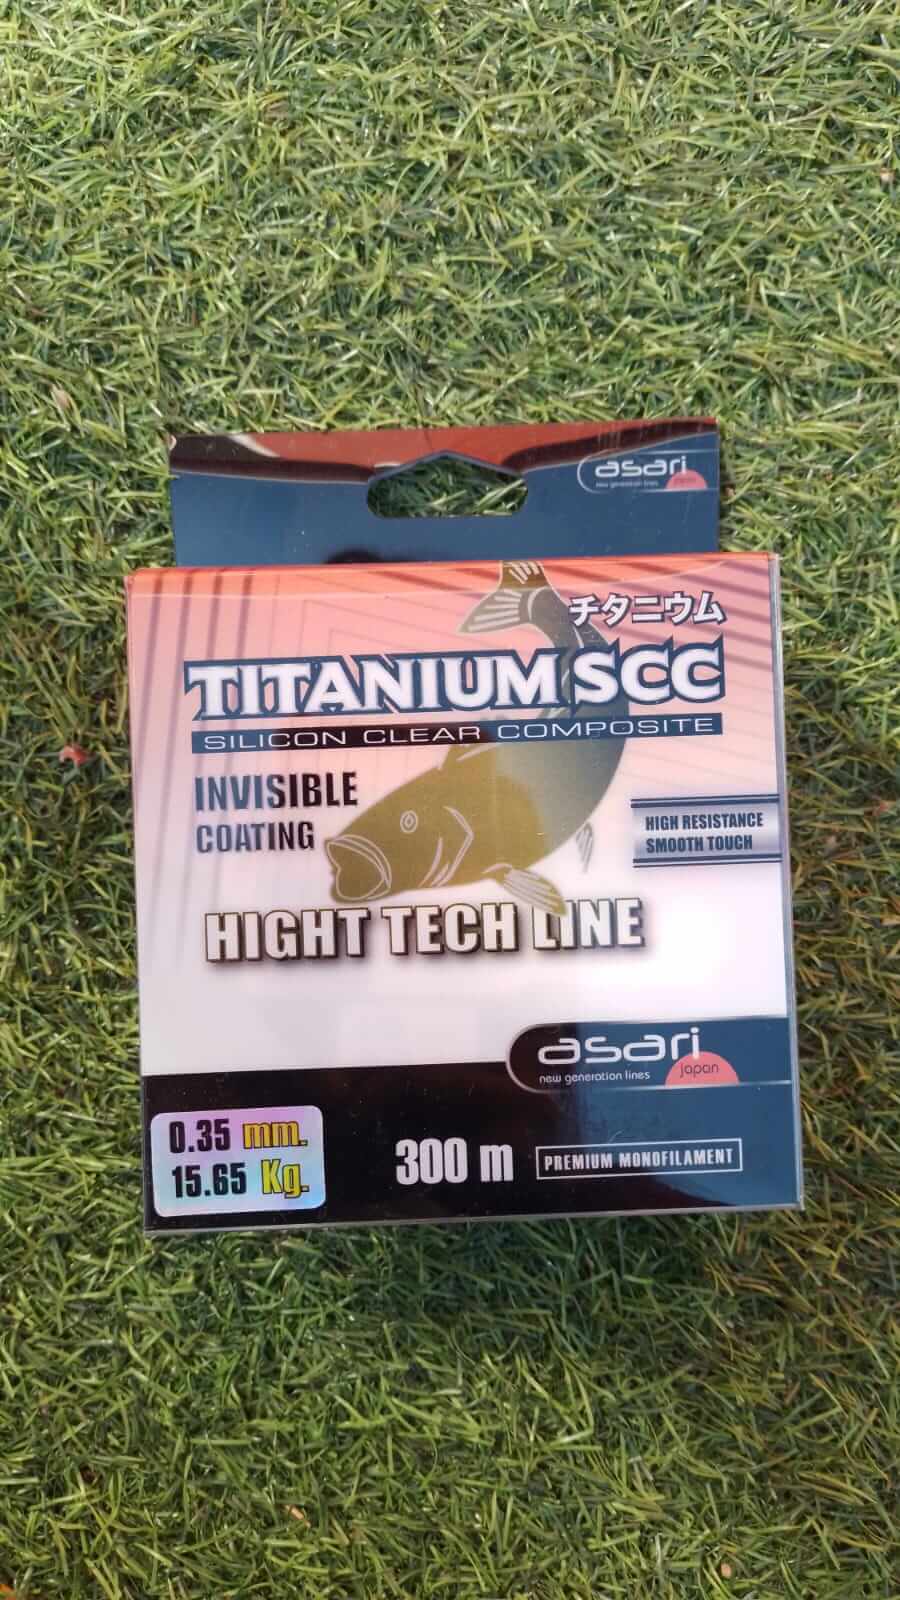 asari
new generation lines
japan
チタニウム
TITANIUM SCC
SILICON CLEAR COMPOSITE
INVISIBLE
COATING
HIGH RESISTANCE
SMOOTH TOUCH
HIGHT TECH LINE
asari
new generation lines
japan
0.35 mm.
15.65 Kg.
300 m
PREMIUM MONOFILAMENT